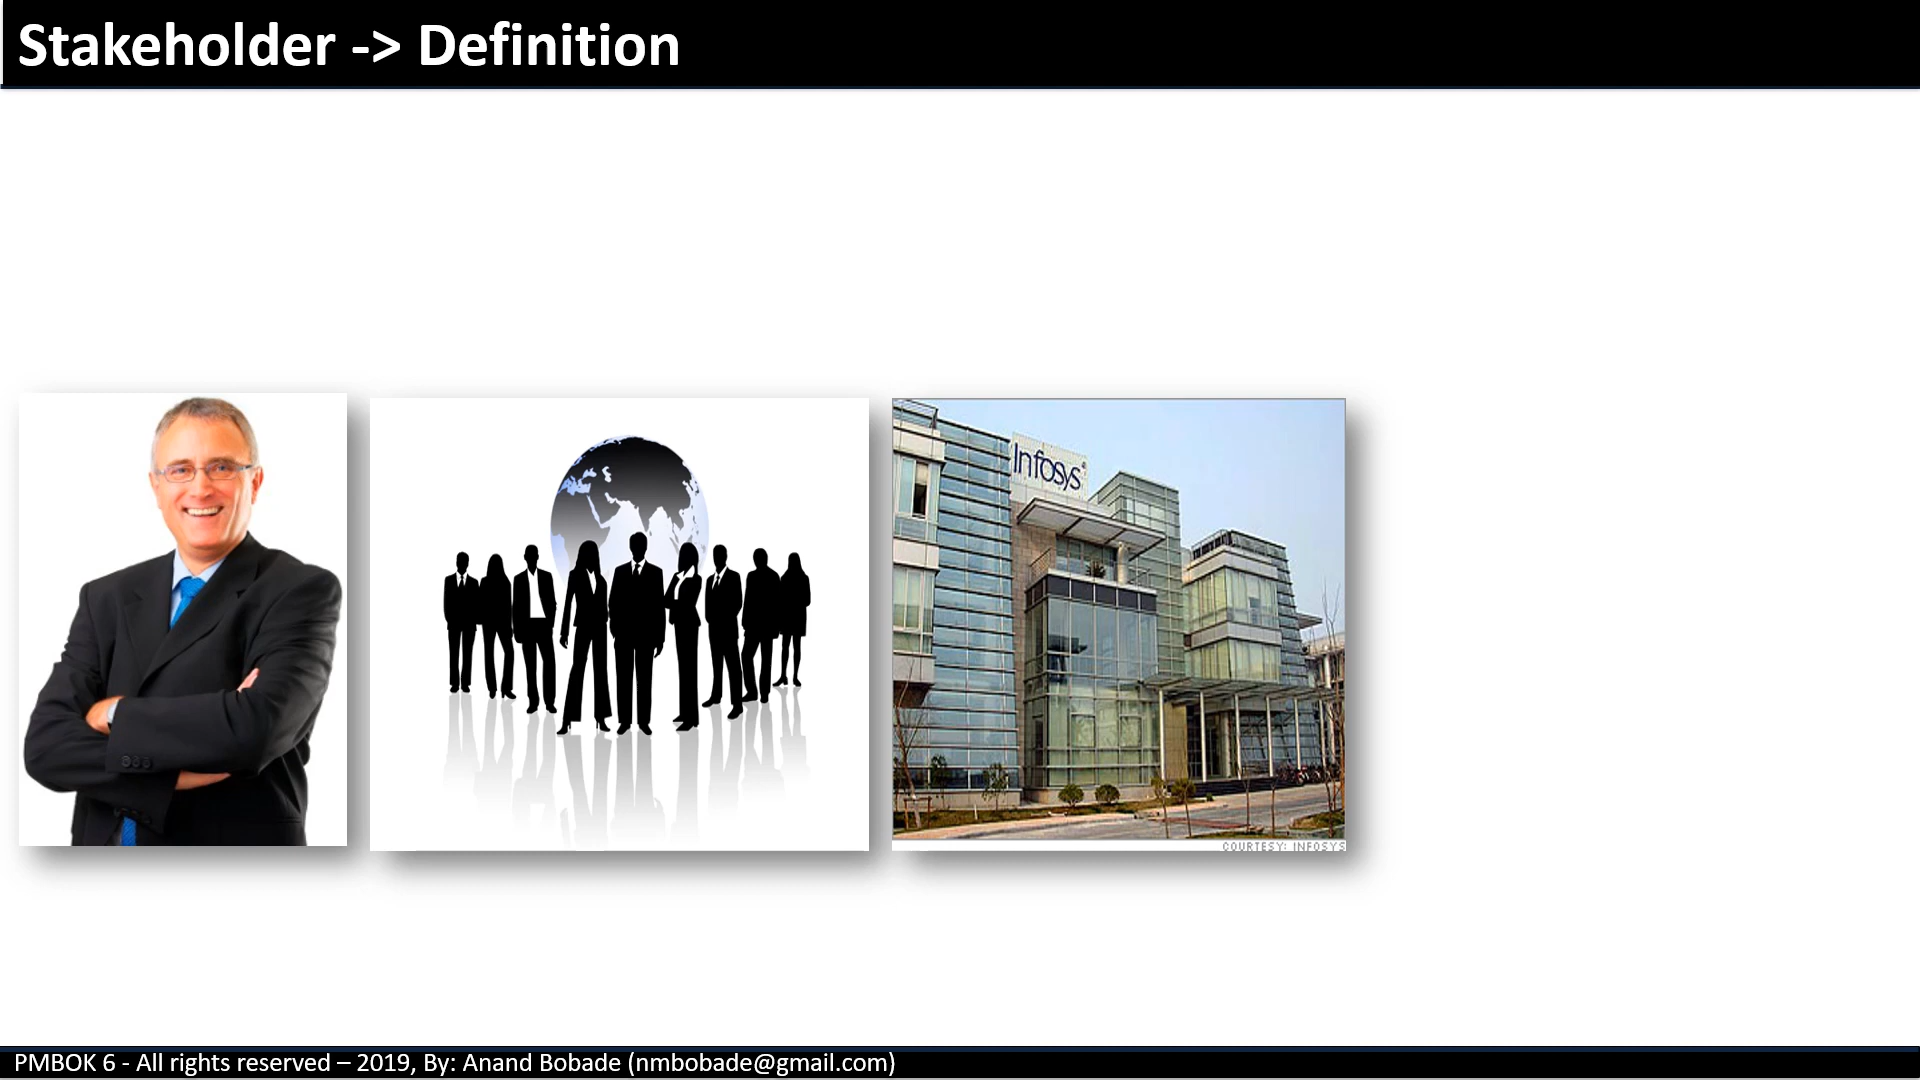 Stakeholder -> Definition
Infosys®
COURTESY: INFOSYS
PMBOK 6 - All rights reserved – 2019, By: Anand Bobade (nmbobade@gmail.com)